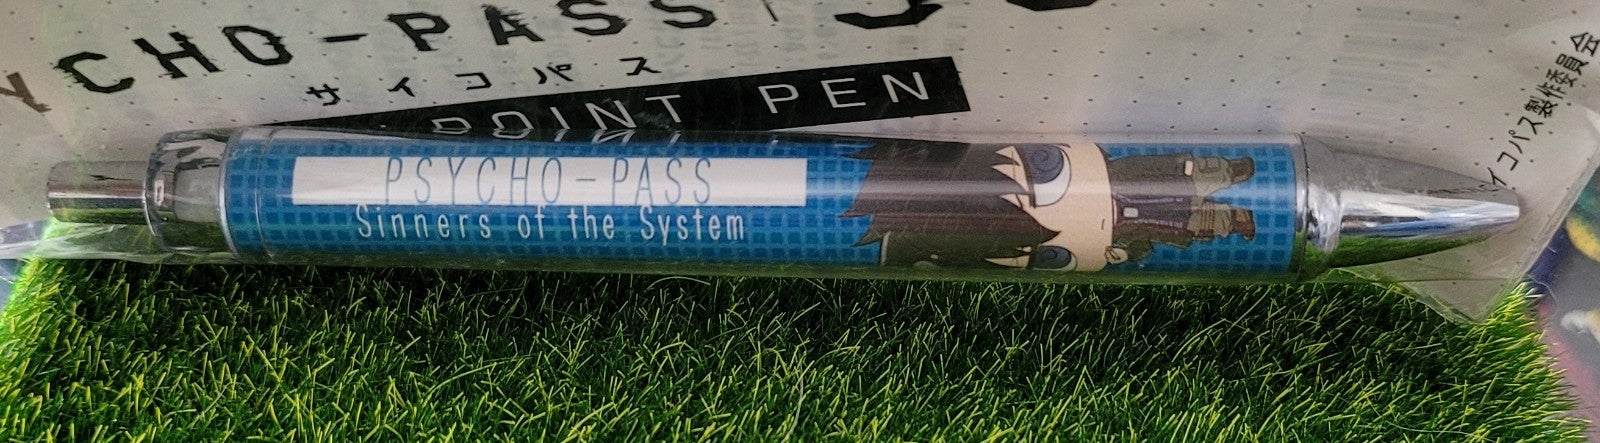 CHO-PASS
サイコパス
POINT PEN
イコパス製作委員会
PSYCHO-PASS
Sinners of the System